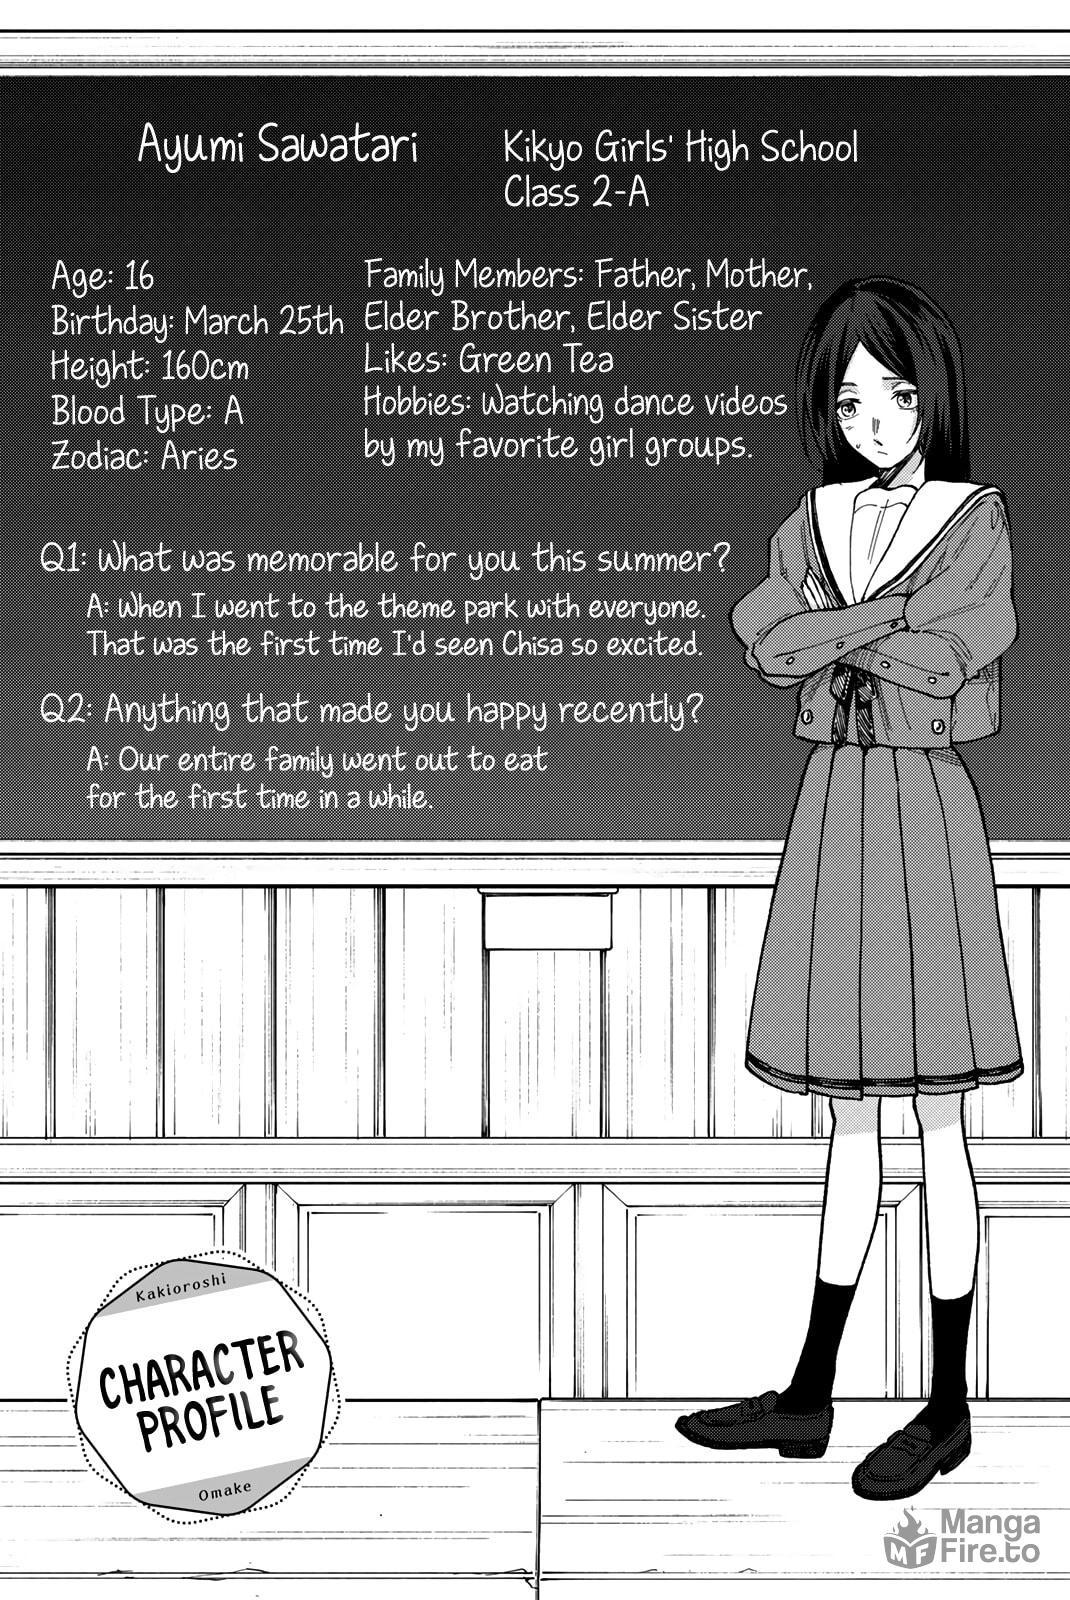 Ayumi Sawatari
Kikyo Girls' High School
Class 2-A
Age: 16
Birthday: March 25th
Height: 160cm
Blood Type: A
Zodiac: Aries
Family Members: Father, Mother,
Elder Brother, Elder Sister
Likes: Green Tea
Hobbies: Watching dance videos
by my favorite girl groups.
Q1: What was memorable for you this summer?
A: When I went to the theme park with everyone.
That was the first time I'd seen Chisa so excited.
Q2: Anything that made you happy recently?
A: Our entire family went out to eat
for the first time in a while.
Kakioroshi
CHARACTER
PROFILE
Omake
MF
Manga
Fire.to